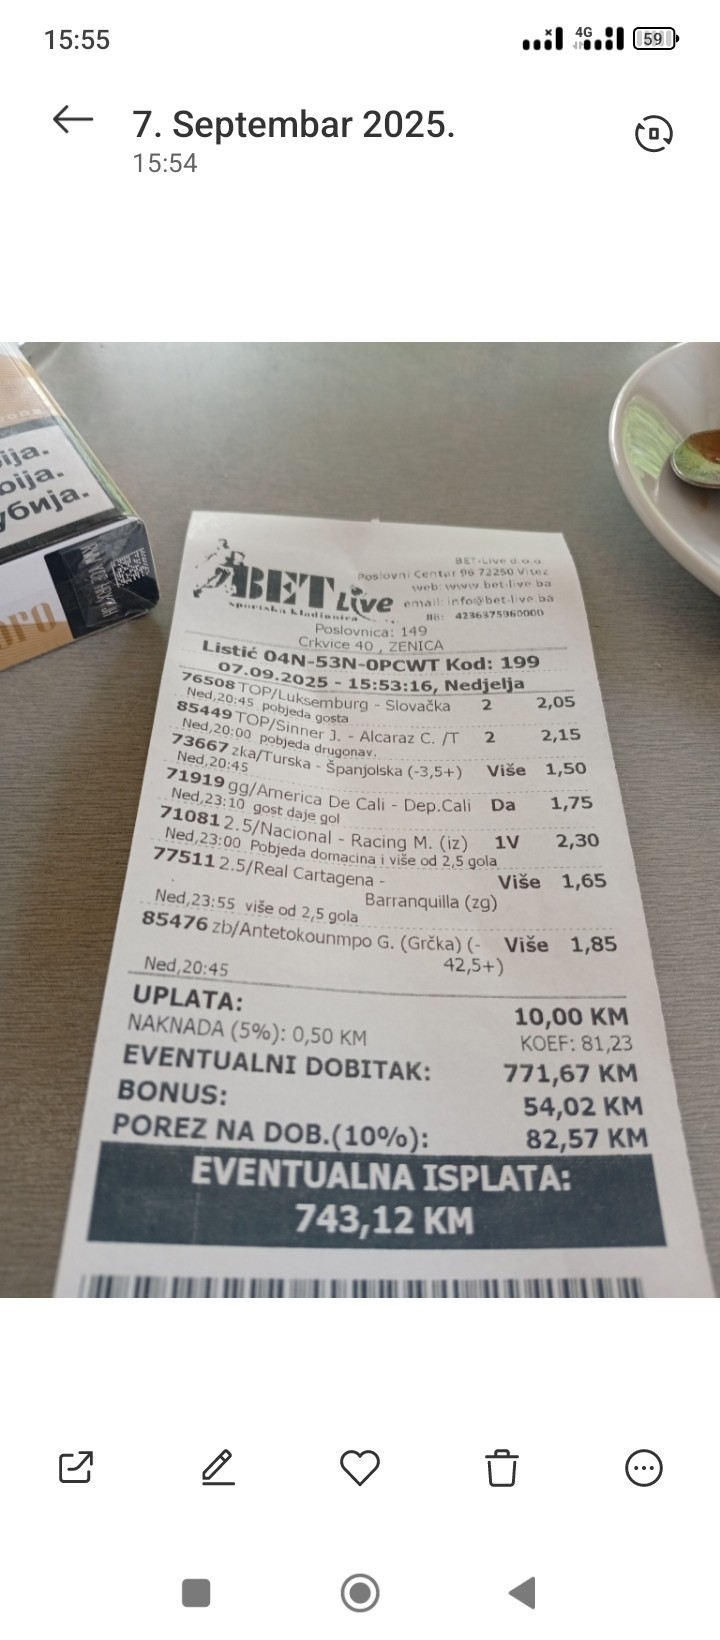 15:55
4G
59
7. Septembar 2025.
15:54
ija.
bija.
убија.
BET Live
sportska kladionica
BET-Live d.o.o.
Poslovni Center 96 72250 Vitez
web: www.bet-live.ba
email: info@bet-live.ba
IIB: 4236375960000
Poslovnica: 149
Crkvice 40 , ZENICA
Listić 04N-53N-0PCWT Kod: 199
07.09.2025 - 15:53:16, Nedjelja
76508 TOP/Luksemburg - Slovačka 2 2,05
Ned,20:45 pobjeda gosta
85449 TOP/Sinner J. - Alcaraz C. /T 2 2,15
Ned,20:00 pobjeda drugonav.
73667 zka/Turska - Španjolska (-3,5+) Više 1,50
Ned,20:45
71919 gg/America De Cali - Dep.Cali Da 1,75
Ned,23:10 gost daje gol
71081 2.5/Nacional - Racing M. (iz) 1V 2,30
Ned,23:00 Pobjeda domacina i više od 2,5 gola
77511 2.5/Real Cartagena - Više 1,65
Barranquilla (zg)
Ned,23:55 više od 2,5 gola
85476 zb/Antetokounmpo G. (Grčka) (- Više 1,85
42,5+)
Ned,20:45
UPLATA: 10,00 KM
NAKNADA (5%): 0,50 KM KOEF: 81,23
EVENTUALNI DOBITAK: 771,67 KM
BONUS: 54,02 KM
POREZ NA DOB.(10%): 82,57 KM
EVENTUALNA ISPLATA:
743,12 KM